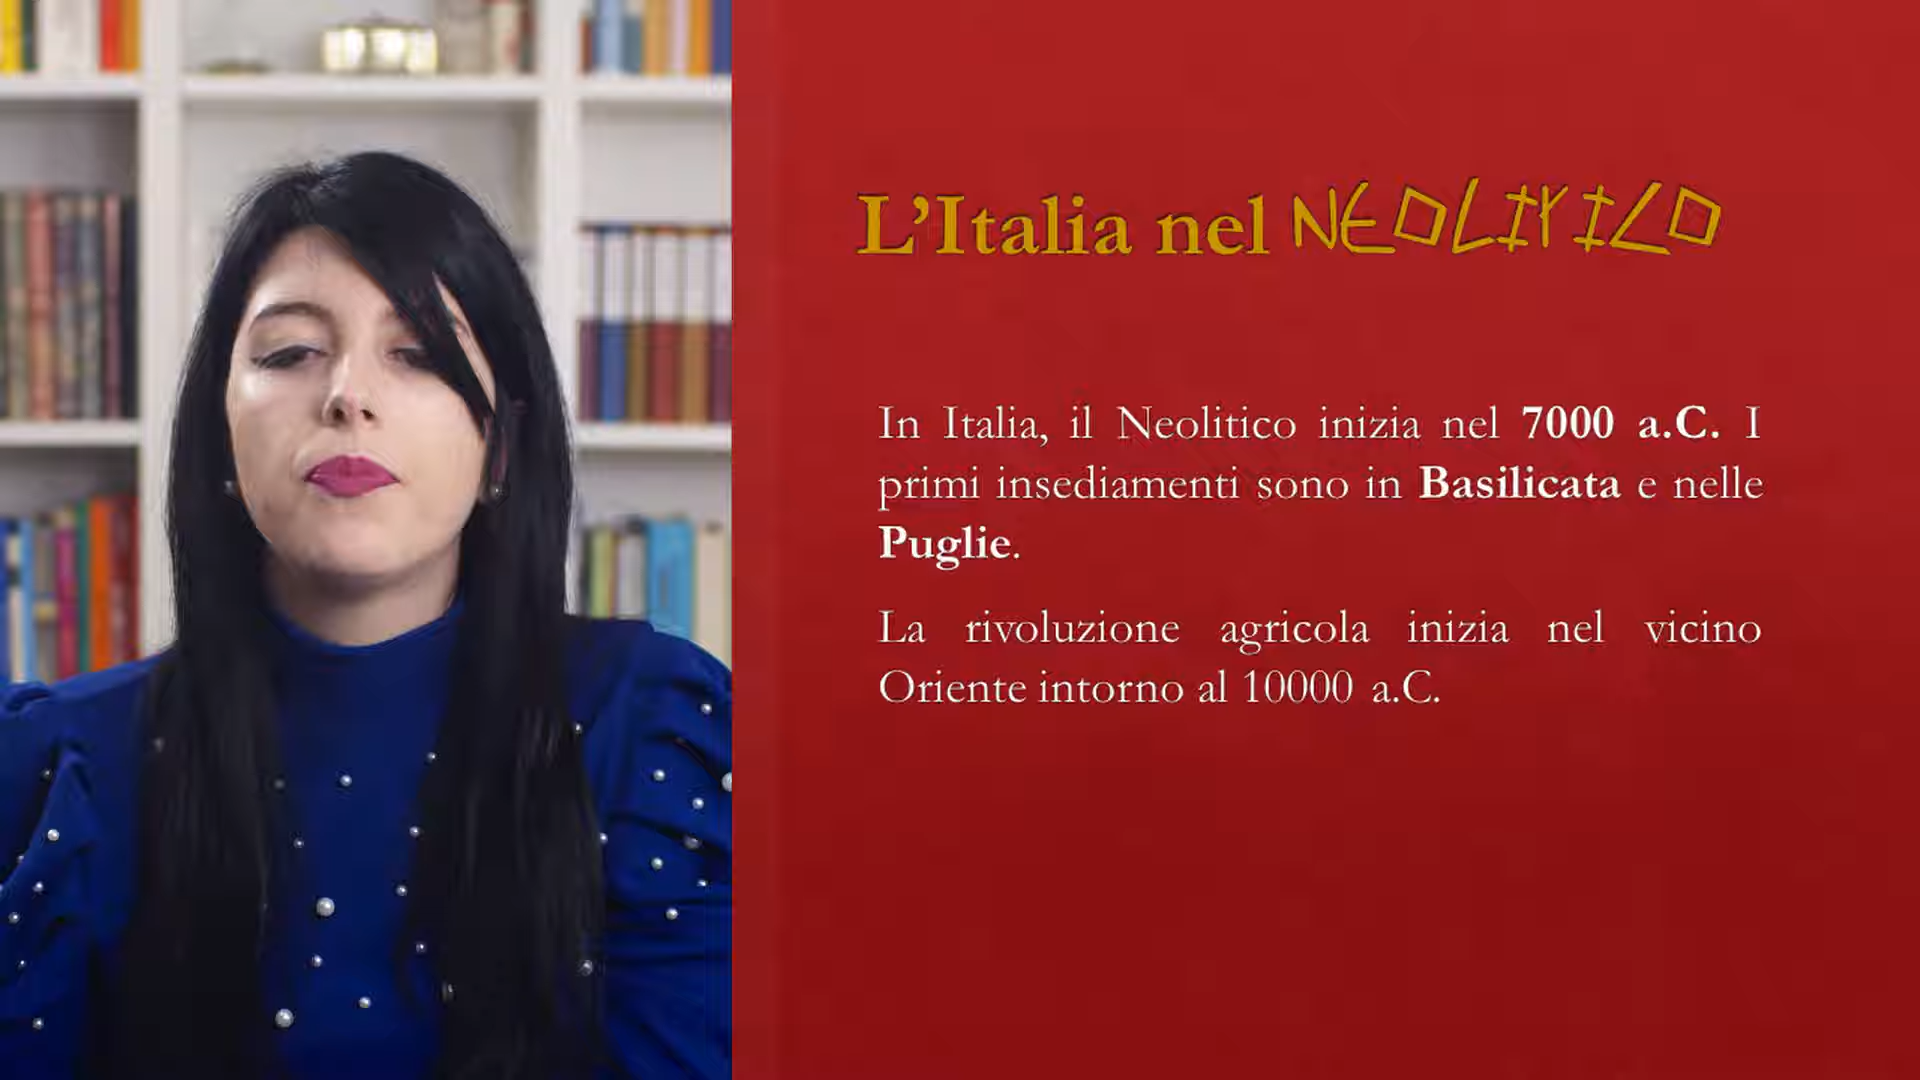 L’Italia nel NEOLITICO
In Italia, il Neolitico inizia nel 7000 a.C. I
primi insediamenti sono in Basilicata e nelle
Puglie.
La rivoluzione agricola inizia nel vicino
Oriente intorno al 10000 a.C.